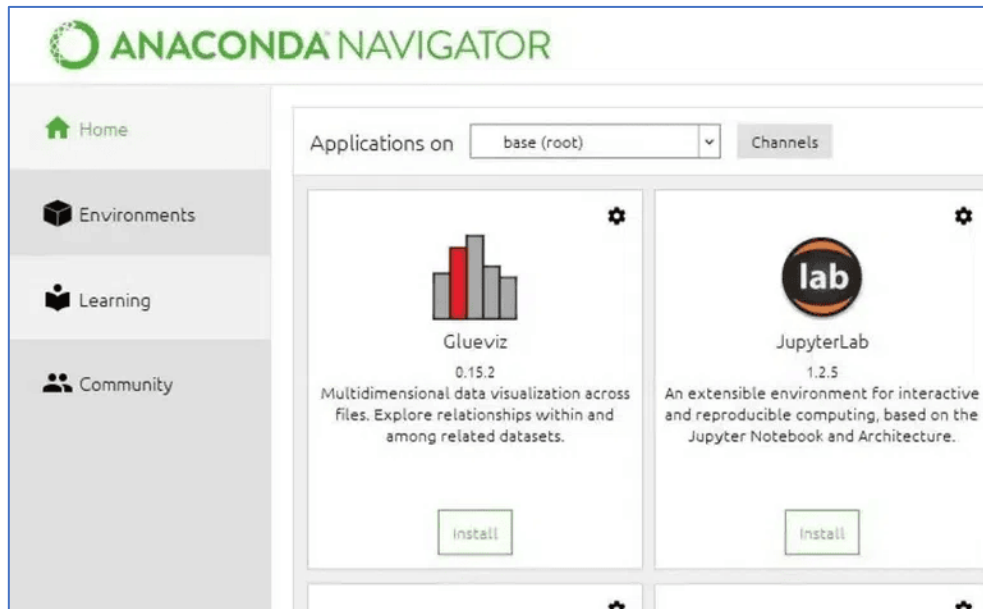 ANACONDA NAVIGATOR
Home
Environments
Learning
Community
Applications on
base (root)
Channels
Glueviz
0.15.2
Multidimensional data visualization across
files. Explore relationships within and
among related datasets.
Install
lab
JupyterLab
1.2.5
An extensible environment for interactive
and reproducible computing, based on the
Jupyter Notebook and Architecture.
Install